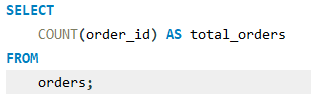 SELECT
    COUNT(order_id) AS total_orders
FROM
    orders;